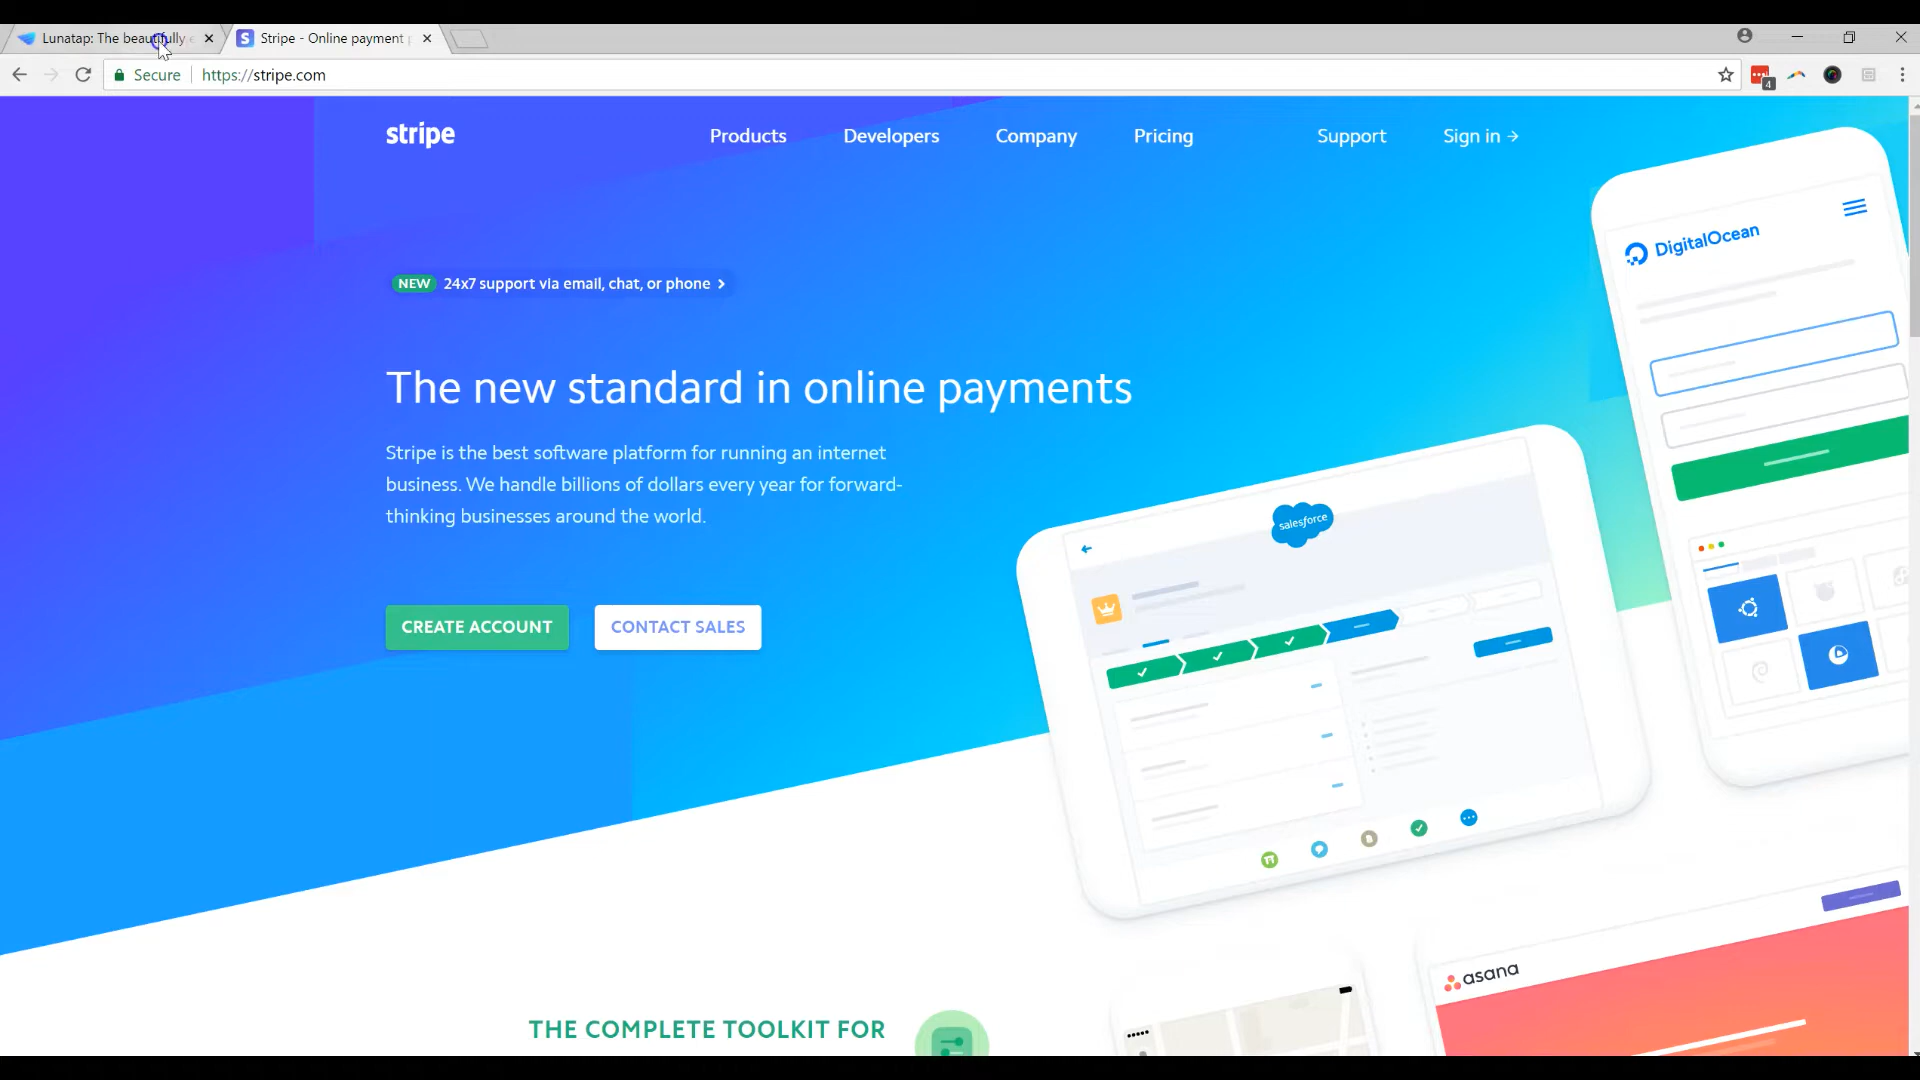 Lunatap: The beautifully e
Stripe - Online payment p
Secure
https://stripe.com
4
stripe
Products
Developers
Company
Pricing
Support
Sign in →
NEW 24x7 support via email, chat, or phone
The new standard in online payments
Stripe is the best software platform for running an internet
business. We handle billions of dollars every year for forward-
thinking businesses around the world.
CREATE ACCOUNT
CONTACT SALES
DigitalOcean
salesforce
asana
THE COMPLETE TOOLKIT FOR